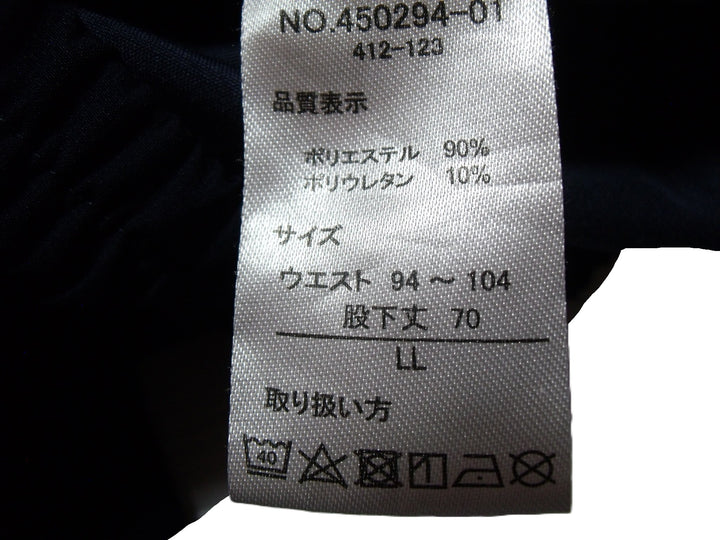 NO.450294-01
412-123
品質表示
ポリエステル 90%
ポリウレタン 10%
サイズ
ウエスト 94 ～ 104
股下丈 70
LL
取り扱い方
40